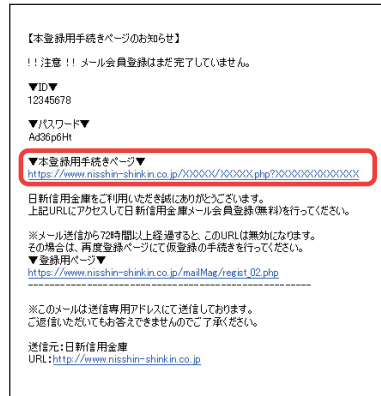 【本登録用手続きページのお知らせ】
!!注意!! メール会員登録はまだ完了していません。
▼ID▼
12345678
▼パスワード▼
Ad36p6Ht
▼本登録用手続きページ▼
https://www.nisshin-shinkin.co.jp/XXXXX/XXXXX.php?XXXXXXXXXXXXX
日新信用金庫をご利用いただき誠にありがとうございます。
上記URLにアクセスして日新信用金庫メール会員登録(無料)を行ってください。
※メール送信から72時間以上経過すると、このURLは無効になります。
その場合は、再度登録ページにて仮登録の手続きを行ってください。
▼登録用ページ▼
https://www.nisshin-shinkin.co.jp/mailMag/regist_02.php
------------------------------------------------------
※このメールは送信専用アドレスにて送信しております。
ご返信いただいてもお答えできませんのでご了承ください。
送信元:日新信用金庫
URL:http://www.nisshin-shinkin.co.jp